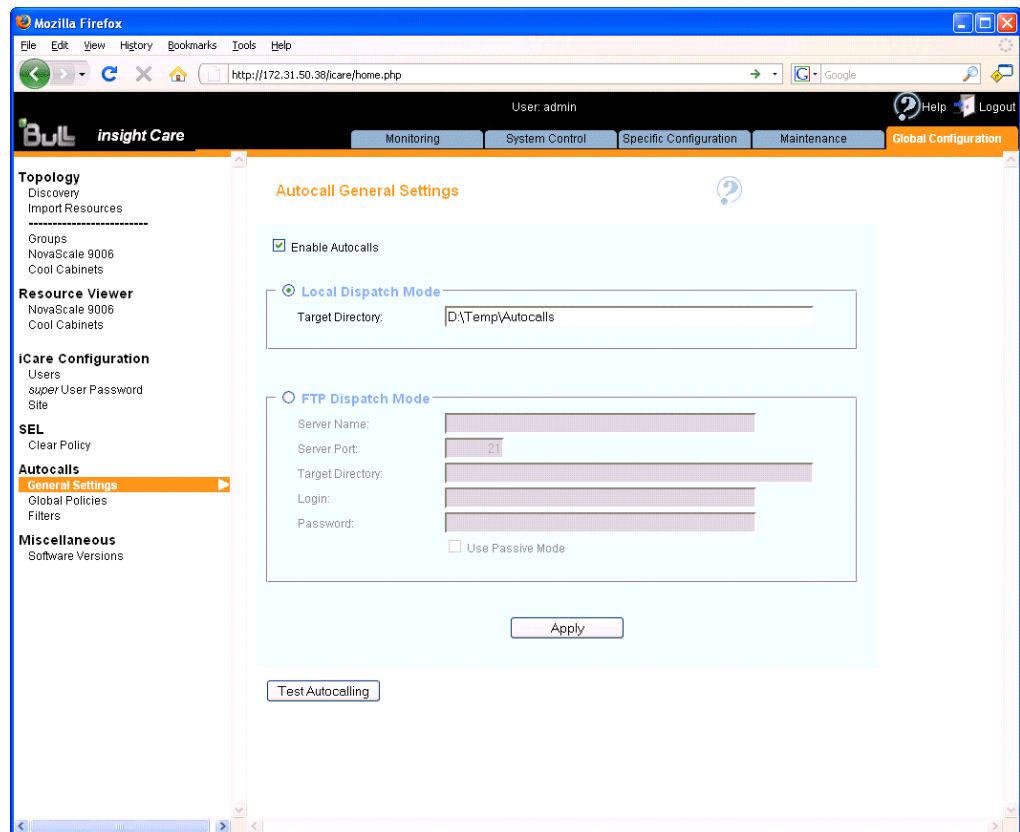 Mozilla Firefox
File Edit View History Bookmarks Tools Help
http://172.31.50.38/icare/home.php
G Google
User: admin
Help Logout
Bull insight Care
Monitoring System Control Specific Configuration Maintenance Global Configuration
Topology
Discovery
Import Resources
-------------------------
Groups
NovaScale 9006
Cool Cabinets
Resource Viewer
NovaScale 9006
Cool Cabinets
iCare Configuration
Users
super User Password
Site
SEL
Clear Policy
Autocalls
General Settings
Global Policies
Filters
Miscellaneous
Software Versions
Autocall General Settings
?
Enable Autocalls
Local Dispatch Mode
Target Directory: D:\Temp\Autocalls
FTP Dispatch Mode
Server Name:
Server Port: 21
Target Directory:
Login:
Password:
Use Passive Mode
Apply
Test Autocalling